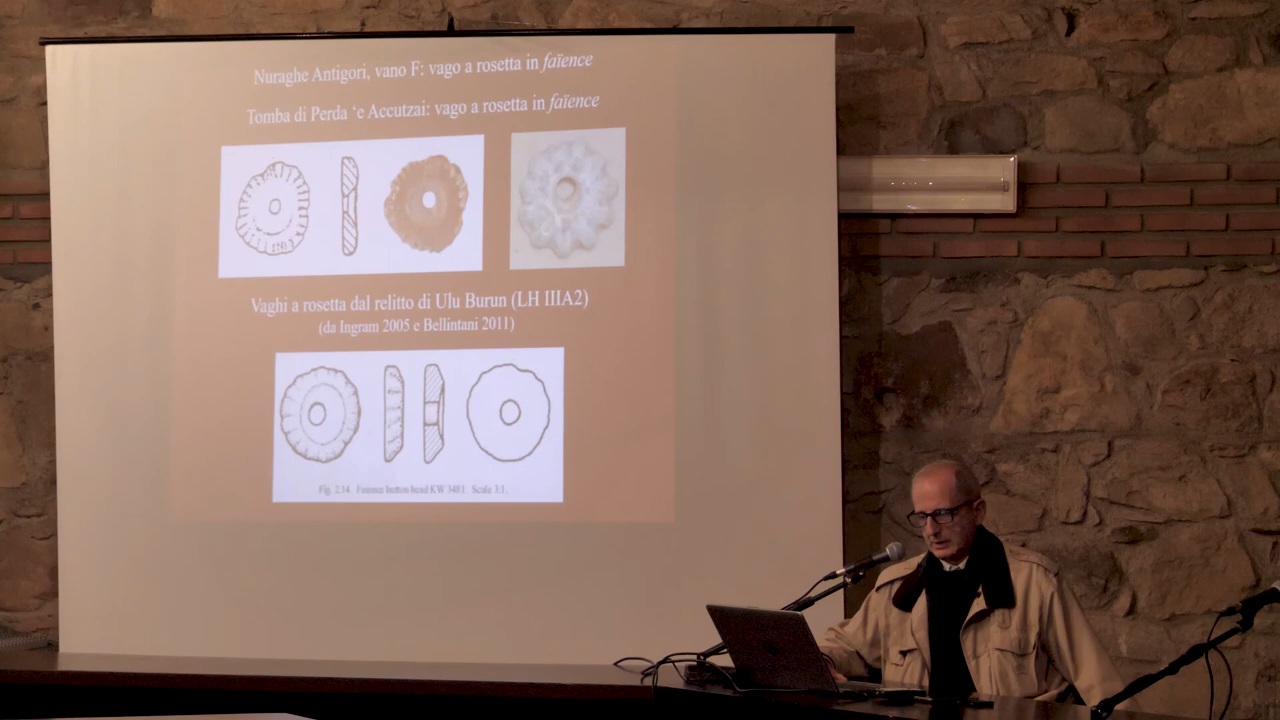 Nuraghe Antigori, vano F: vago a rosetta in faïence
Tomba di Perda ‘e Accutzai: vago a rosetta in faïence
Vaghi a rosetta dal relitto di Ulu Burun (LH IIIA2)
(da Ingram 2005 e Bellintani 2011)
Fig. 2.14. Faience button bead KW 3481. Scale 3:1.